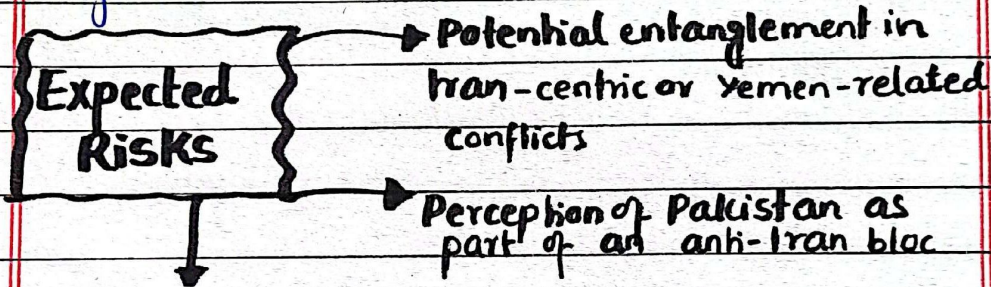 Expected
Risks
Potential entanglement in
Iran-centric or Yemen-related
conflicts
Perception of Pakistan as
part of an anti-Iran bloc